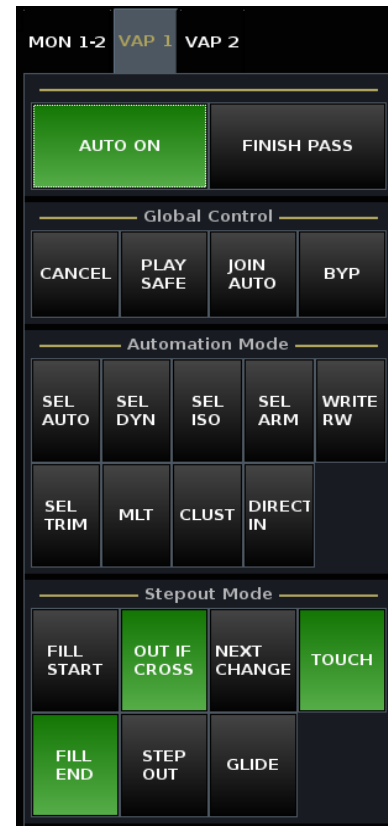 MON 1-2 VAP 1 VAP 2
AUTO ON FINISH PASS
Global Control
CANCEL PLAY SAFE JOIN AUTO BYP
Automation Mode
SEL AUTO SEL DYN SEL ISO SEL ARM WRITE RW
SEL TRIM MLT CLUST DIRECT IN
Stepout Mode
FILL START OUT IF CROSS NEXT CHANGE TOUCH
FILL END STEP OUT GLIDE